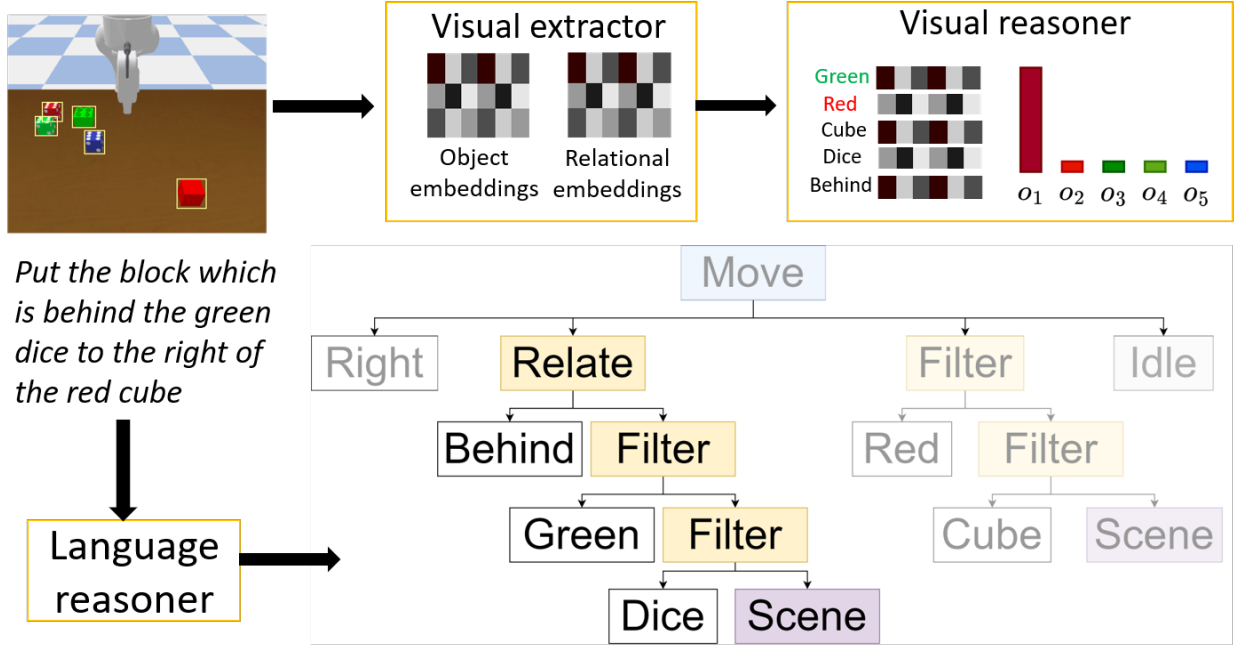 Visual extractor
Object
embeddings
Relational
embeddings
Visual reasoner
Green
Red
Cube
Dice
Behind
o1 o2 o3 o4 o5
Put the block which
is behind the green
dice to the right of
the red cube
Language
reasoner
Move
Right Relate Filter Idle
Behind Filter Red Filter
Green Filter Cube Scene
Dice Scene